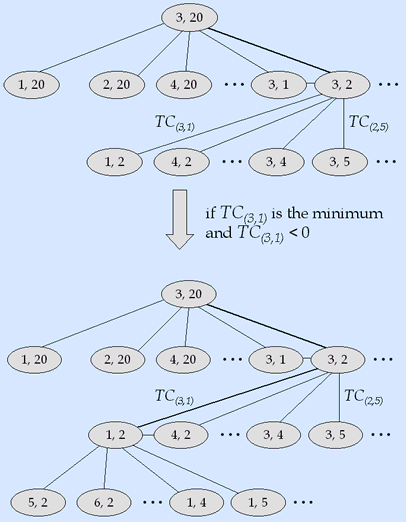 3, 20
1, 20 2, 20 4, 20 ••• 3, 1 3, 2 •••
TC(3,1) TC(2,5)
1, 2 4, 2 ••• 3, 4 3, 5 •••
if TC(3,1) is the minimum
and TC(3,1) < 0
3, 20
1, 20 2, 20 4, 20 ••• 3, 1 3, 2 •••
TC(3,1) TC(2,5)
1, 2 4, 2 ••• 3, 4 3, 5 •••
5, 2 6, 2 ••• 1, 4 1, 5 •••